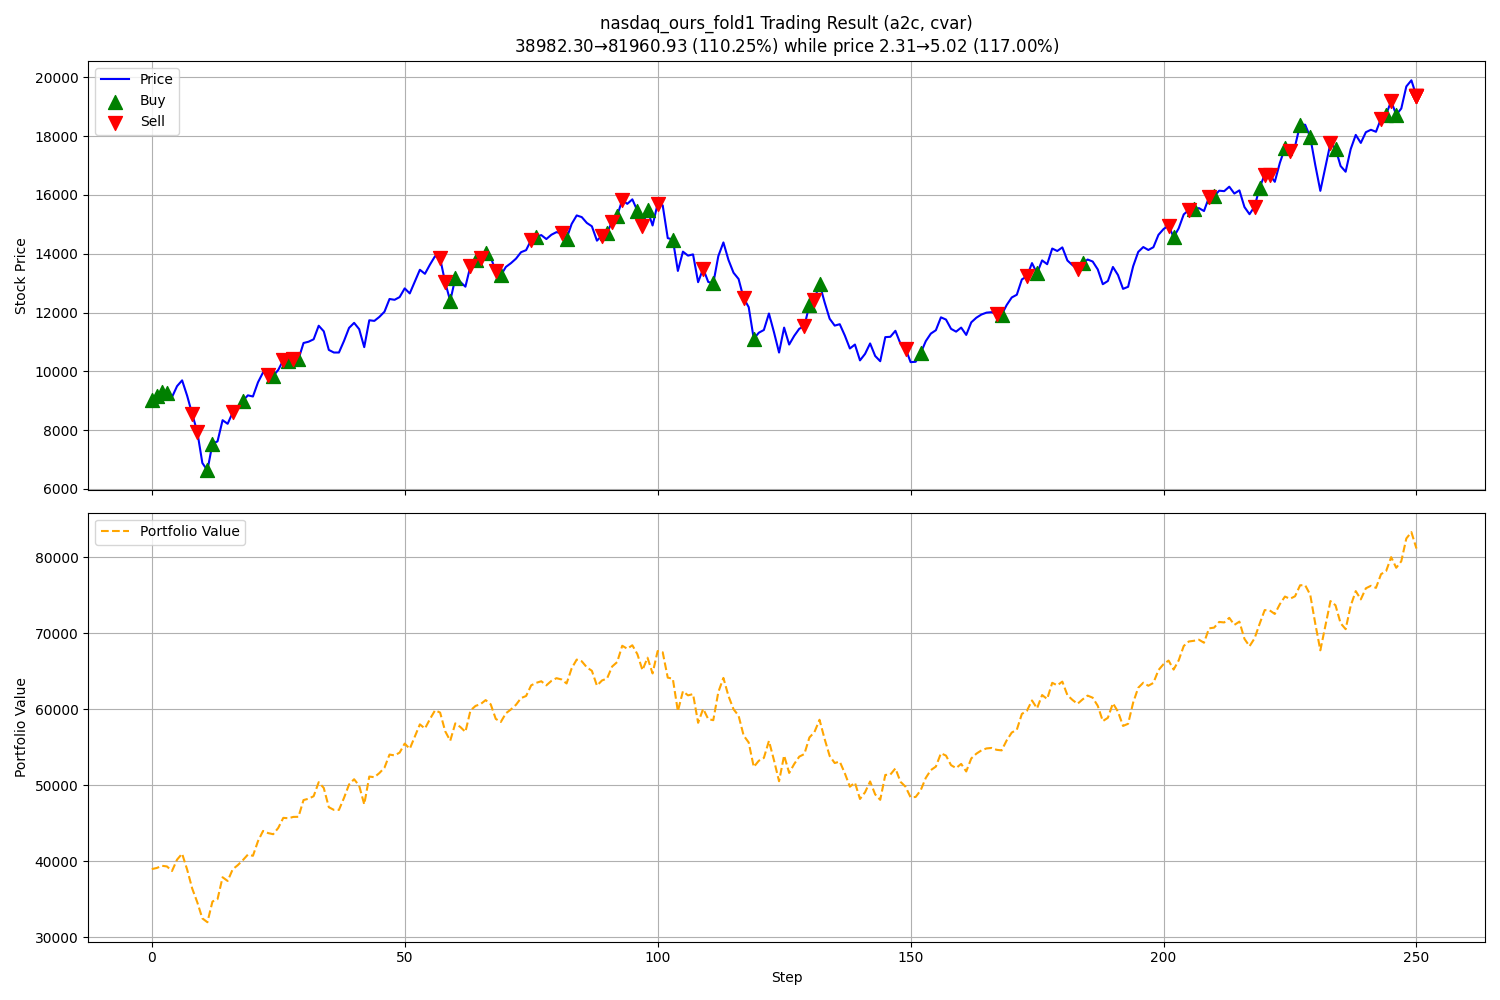 nasdaq_ours_fold1 Trading Result (a2c, cvar)
38982.30→81960.93 (110.25%) while price 2.31→5.02 (117.00%)
Price
Buy
Sell
Stock Price
20000
18000
16000
14000
12000
10000
8000
6000
Portfolio Value
Portfolio Value
80000
70000
60000
50000
40000
30000
0
50
100
150
200
250
Step